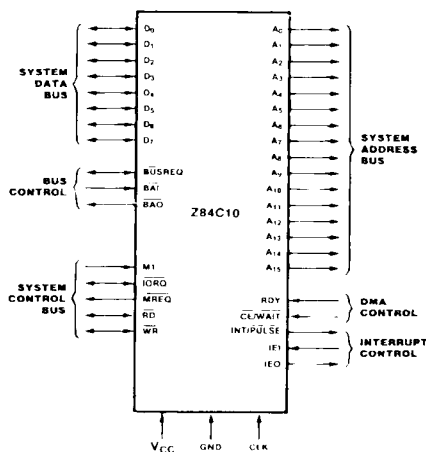 SYSTEM
DATA
BUS
D0
D1
D2
D3
D4
D5
D6
D7
BUS
CONTROL
BUSREQ
BAI
BAO
SYSTEM
CONTROL
BUS
M1
IORQ
MREQ
RD
WR
Z84C10
A0
A1
A2
A3
A4
A5
A6
A7
A8
A9
A10
A11
A12
A13
A14
A15
SYSTEM
ADDRESS
BUS
RDY
CE/WAIT
DMA
CONTROL
INT/PULSE
IEI
IEO
INTERRUPT
CONTROL
VCC
GND
CLK